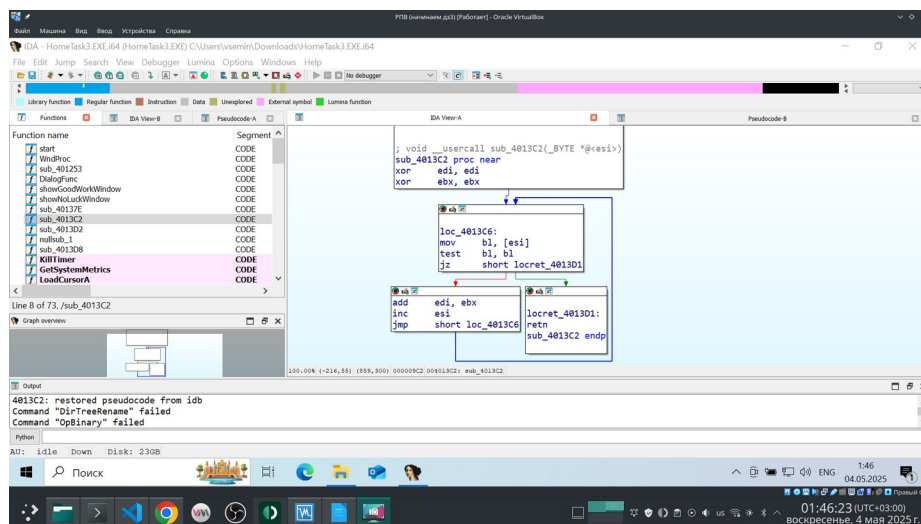 РПВ (начинаем дз3) [Работает] - Oracle VirtualBox
Файл Машина Вид Ввод Устройства Справка
IDA - HomeTask3.EXE.i64 (HomeTask3.EXE) C:\Users\vsemin\Downloads\HomeTask3.EXE.i64
File Edit Jump Search View Debugger Lumina Options Windows Help
No debugger
Library function Regular function Instruction Data Unexplored External symbol Lumina function
Functions IDA View-B Pseudocode-A IDA View-A Pseudocode-B
Function name Segment
start CODE
WndProc CODE
sub_401253 CODE
DialogFunc CODE
showGoodWorkWindow CODE
showNoLuckWindow CODE
sub_40137E CODE
sub_4013C2 CODE
sub_4013D2 CODE
nullsub_1 CODE
sub_4013D8 CODE
KillTimer CODE
GetSystemMetrics CODE
LoadCursorA CODE
Line 8 of 73, /sub_4013C2
Graph overview
; void __usercall sub_4013C2(_BYTE *@<esi>)
sub_4013C2 proc near
xor edi, edi
xor ebx, ebx
loc_4013C6:
mov bl, [esi]
test bl, bl
jz short locret_4013D1
add edi, ebx
inc esi
jmp short loc_4013C6
locret_4013D1:
retn
sub_4013C2 endp
100.00% (-216,55) (859,300) 000009C2 004013C2: sub_4013C2
Output
4013C2: restored pseudocode from idb
Command "DirTreeRename" failed
Command "OpBinary" failed
Python
AU: idle Down Disk: 23GB
Поиск
ENG
1:46
04.05.2025
Правый
us
01:46:23 (UTC+03:00)
воскресенье, 4 мая 2025 г.